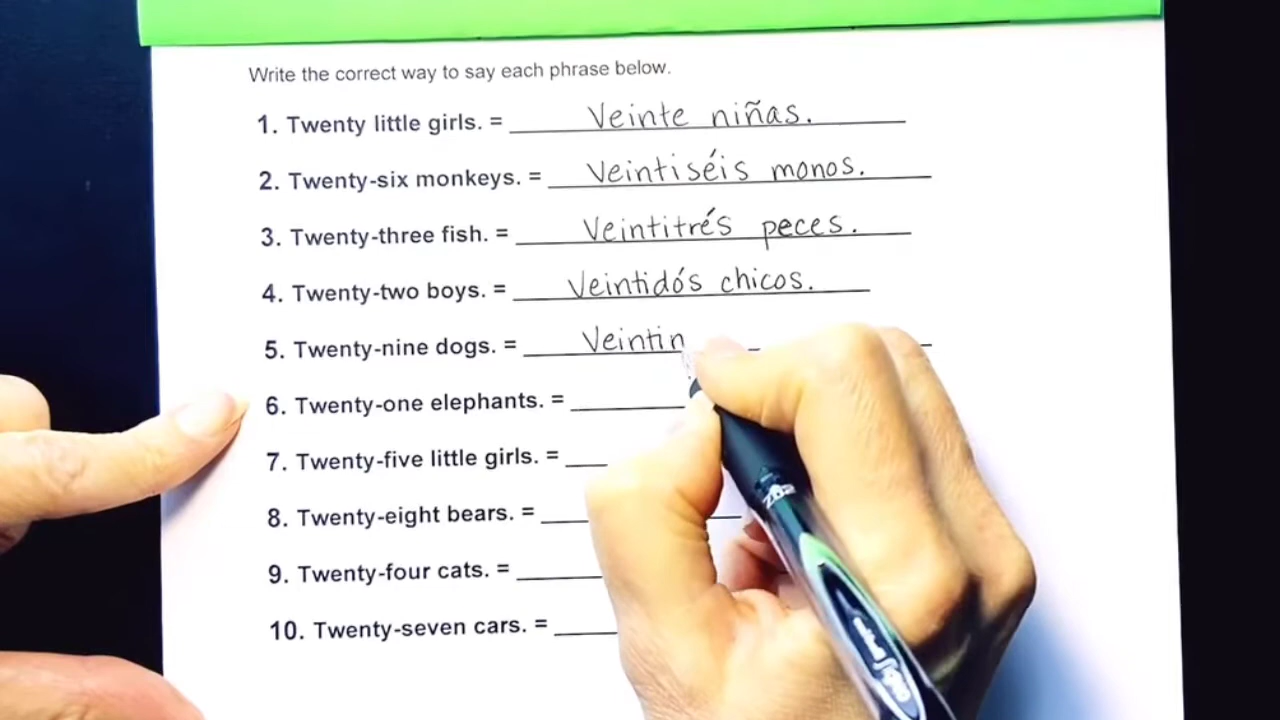 Write the correct way to say each phrase below.
1. Twenty little girls. = Veinte niñas.
2. Twenty-six monkeys. = Veintiséis monos.
3. Twenty-three fish. = Veintitrés peces.
4. Twenty-two boys. = Veintidós chicos.
5. Twenty-nine dogs. = Veintin
6. Twenty-one elephants. =
7. Twenty-five little girls. =
8. Twenty-eight bears. =
9. Twenty-four cats. =
10. Twenty-seven cars. =